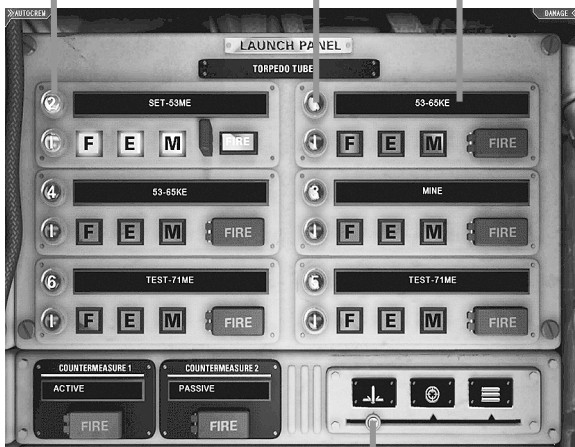 AUTOCREW
DAMAGE
LAUNCH PANEL
TORPEDO TUBE
2
SET-53ME
F E M FIRE
53-65KE
F E M FIRE
4
53-65KE
F E M FIRE
MINE
F E M FIRE
6
TEST-71ME
F E M FIRE
TEST-71ME
F E M FIRE
COUNTERMEASURE 1
ACTIVE
FIRE
COUNTERMEASURE 2
PASSIVE
FIRE